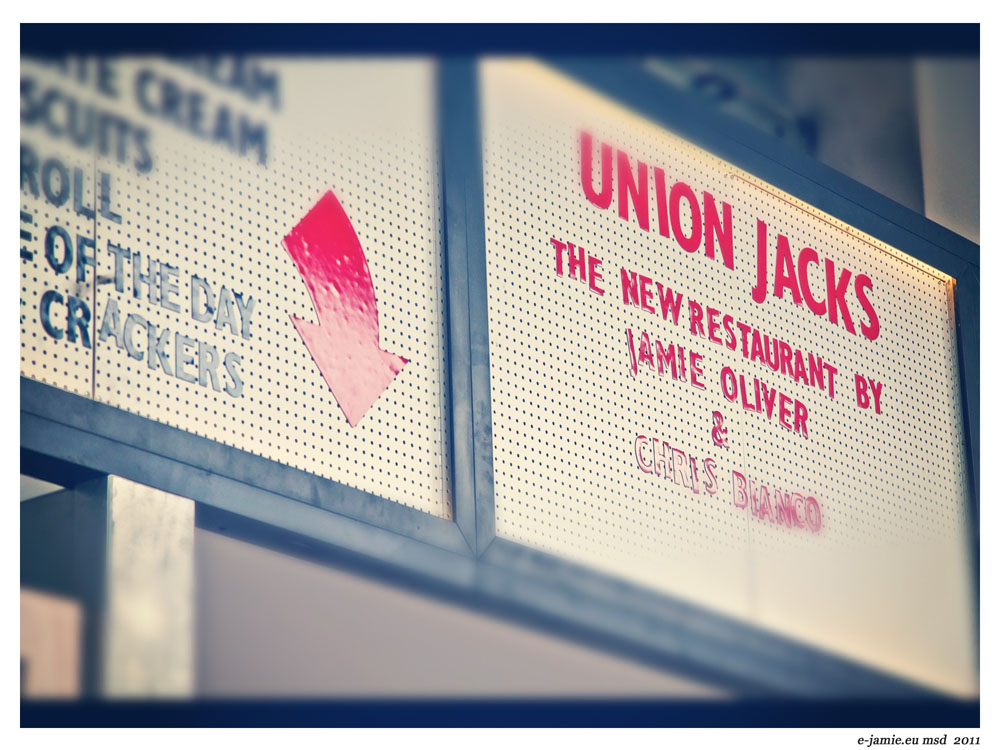 CREAM
SCUITS
ROLL
E OF THE DAY
CRACKERS
UNION JACKS
THE NEW RESTAURANT BY
JAMIE OLIVER
&
CHRIS BIANCO
e-jamie.eu msd 2011